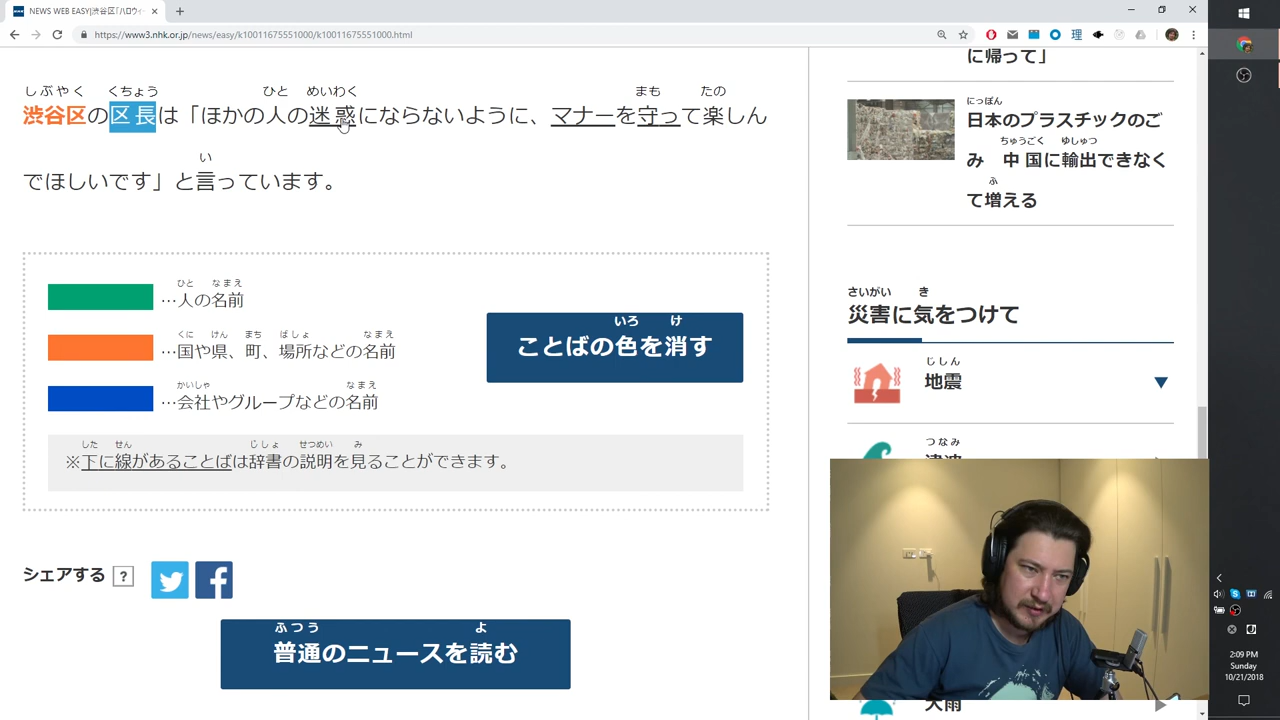 NEWS WEB EASY|渋谷区「ハロウィー
https://www3.nhk.or.jp/news/easy/k10011675551000/k10011675551000.html
しぶやく くちょう ひと めいわく まも たの
渋谷区の区長は「ほかの人の迷惑にならないように、マナーを守って楽しん
い
でほしいです」と言っています。
ひと なまえ
…人の名前
くに けん まち ばしょ なまえ
…国や県、町、場所などの名前
かいしゃ なまえ
…会社やグループなどの名前
いろ け
ことばの色を消す
した せん じしょ せつめい み
※下に線があることばは辞書の説明を見ることができます。
シェアする ?
ふつう よ
普通のニュースを読む
に帰って」
にっぽん
日本のプラスチックのご
ちゅうごく ゆしゅつ
み 中国に輸出できなく
ふ
て増える
さいがい き
災害に気をつけて
じしん
地震
つなみ
津波
大雨
2:09 PM
Sunday
10/21/2018